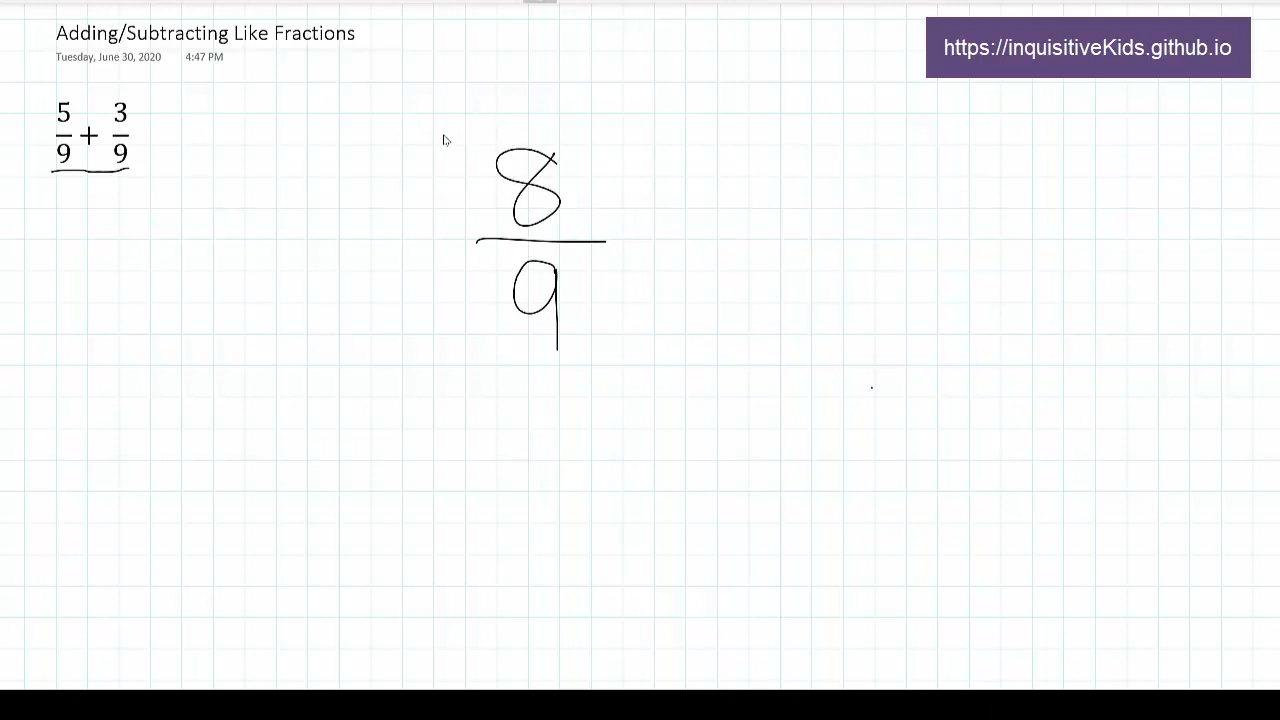 Adding/Subtracting Like Fractions
Tuesday, June 30, 2020 4:47 PM
https://inquisitiveKids.github.io
5 3
+
9 9
8
9